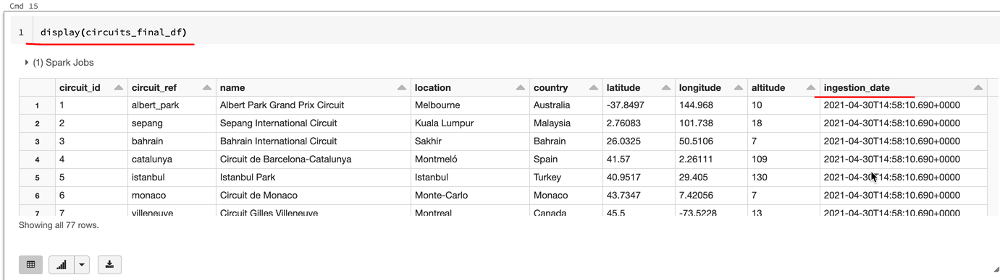 Cmd 15
1 display(circuits_final_df)
(1) Spark Jobs
circuit_id circuit_ref name location country latitude longitude altitude ingestion_date
1 1 albert_park Albert Park Grand Prix Circuit Melbourne Australia -37.8497 144.968 10 2021-04-30T14:58:10.690+0000
2 2 sepang Sepang International Circuit Kuala Lumpur Malaysia 2.76083 101.738 18 2021-04-30T14:58:10.690+0000
3 3 bahrain Bahrain International Circuit Sakhir Bahrain 26.0325 50.5106 7 2021-04-30T14:58:10.690+0000
4 4 catalunya Circuit de Barcelona-Catalunya Montmeló Spain 41.57 2.26111 109 2021-04-30T14:58:10.690+0000
5 5 istanbul Istanbul Park Istanbul Turkey 40.9517 29.405 130 2021-04-30T14:58:10.690+0000
6 6 monaco Circuit de Monaco Monte-Carlo Monaco 43.7347 7.42056 7 2021-04-30T14:58:10.690+0000
7 7 villeneuve Circuit Gilles Villeneuve Montreal Canada 45.5 -73.5228 13 2021-04-30T14:58:10.690+0000
Showing all 77 rows.